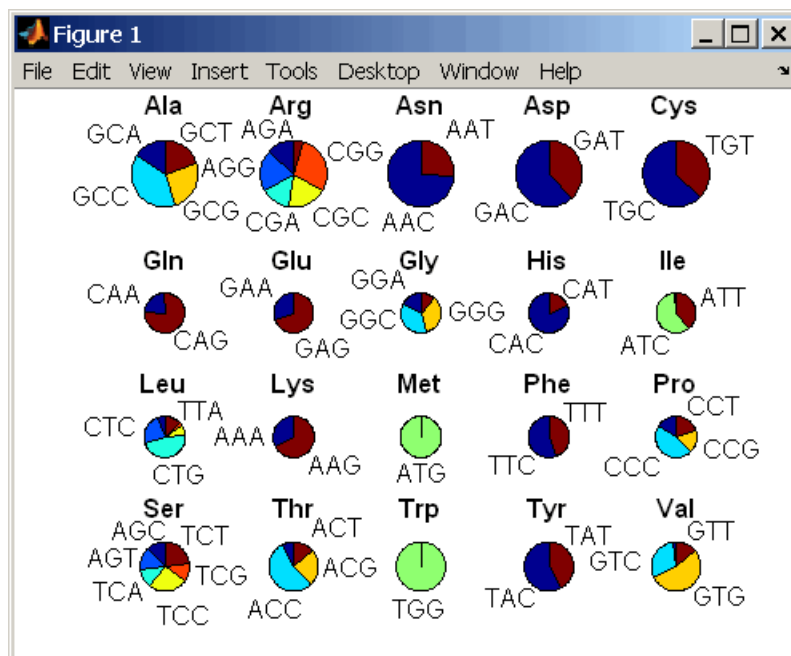 Figure 1
File Edit View Insert Tools Desktop Window Help
Ala Arg Asn Asp Cys
GCA GCT AGA CGG AAT GAT TGT
GCC GCG AGG CGA CGC AAC GAC TGC
Gln Glu Gly His Ile
CAA GAA GGA GGC GGG CAT ATT
CAG GAG CAC ATC
Leu Lys Met Phe Pro
CTC TTA AAA TTT CCT
CTG AAG ATG TTC CCC CCG
Ser Thr Trp Tyr Val
AGC TCT ACT TAT GTT
AGT TCG ACG GTC
TCA TCC ACC TGG TAC GTG